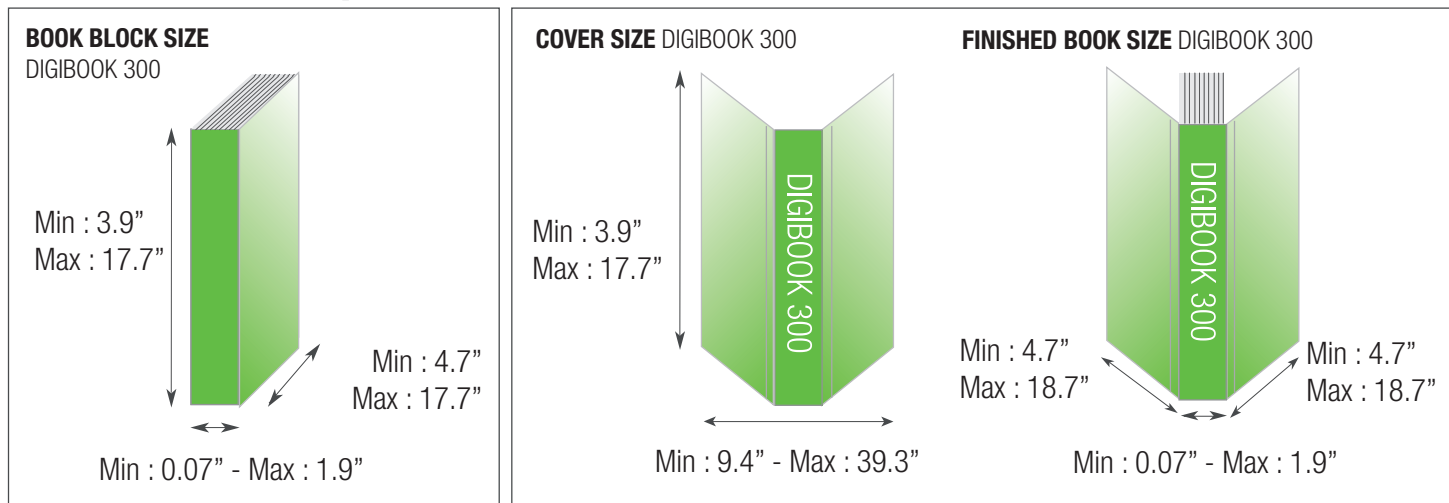 BOOK BLOCK SIZE
DIGIBOOK 300
Min : 3.9”
Max : 17.7”
Min : 4.7”
Max : 17.7”
Min : 0.07” - Max : 1.9”
COVER SIZE DIGIBOOK 300
Min : 3.9”
Max : 17.7”
DIGIBOOK 300
Min : 9.4” - Max : 39.3”
FINISHED BOOK SIZE DIGIBOOK 300
DIGIBOOK 300
Min : 4.7”
Max : 18.7”
Min : 4.7”
Max : 18.7”
Min : 0.07” - Max : 1.9”